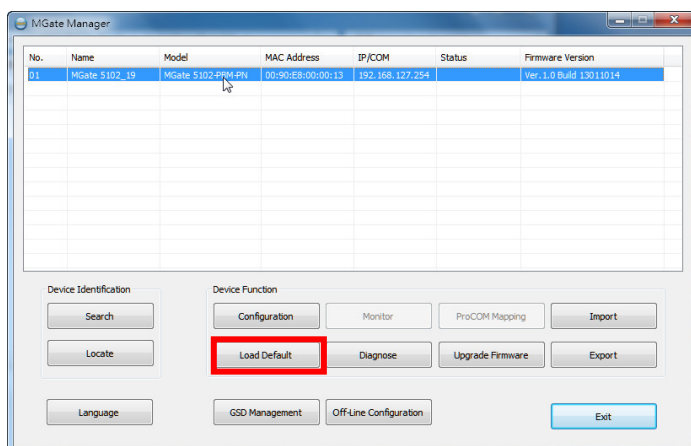 MGate Manager
No. Name Model MAC Address IP/COM Status Firmware Version
01 MGate 5102_19 MGate 5102-PBM-PN 00:90:E8:00:00:13 192.168.127.254 Ver.1.0 Build 13011014
Device Identification Device Function
Search Configuration Monitor ProCOM Mapping Import
Locate Load Default Diagnose Upgrade Firmware Export
Language GSD Management Off-Line Configuration Exit